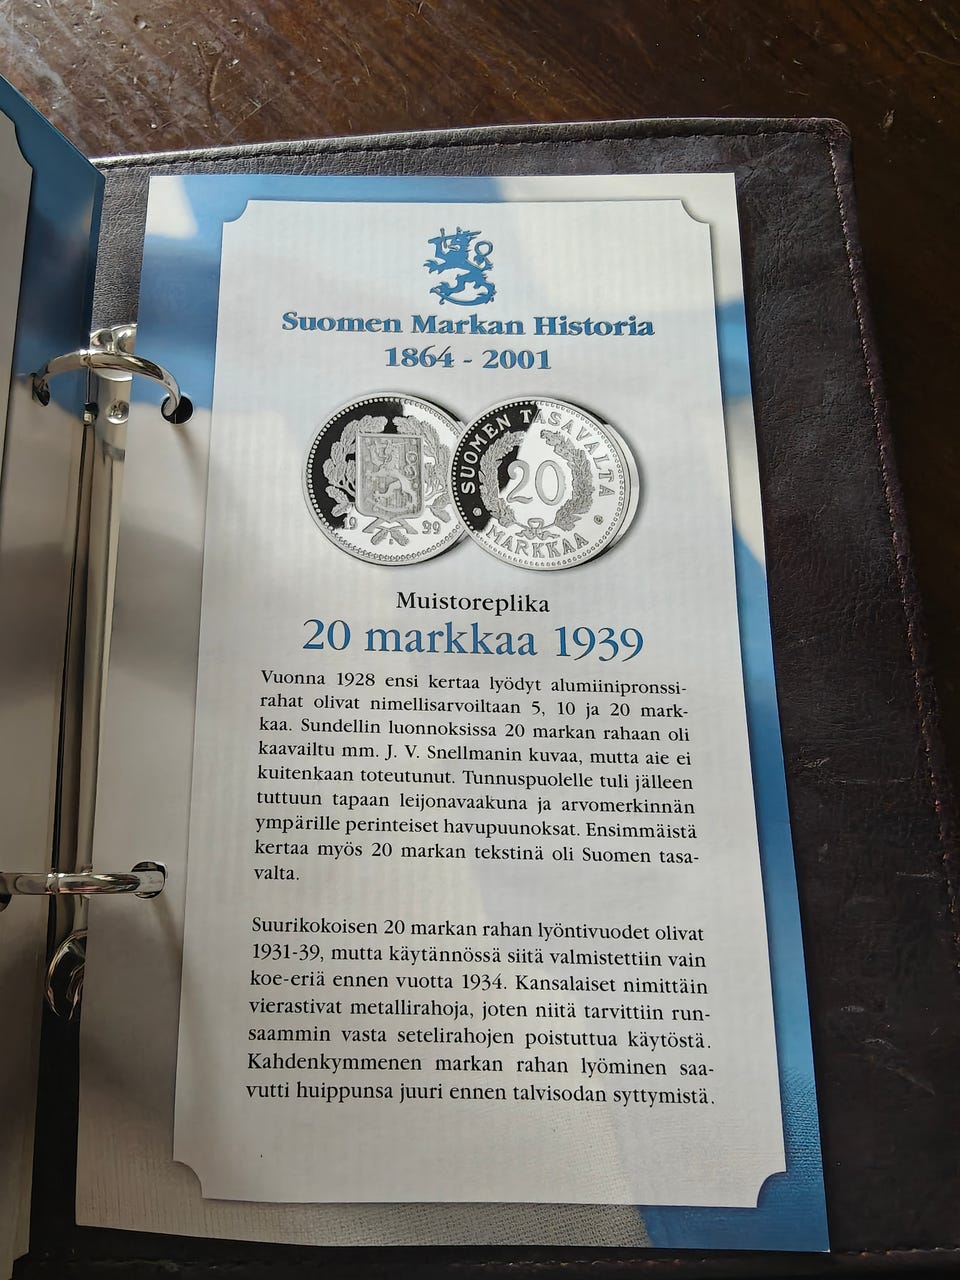 Suomen Markan Historia
1864 - 2001
19 39
SUOMEN TASAVALTA
20
MARKKAA
Muistoreplika
20 markkaa 1939
Vuonna 1928 ensi kertaa lyödyt alumiinipronssi-
rahat olivat nimellisarvoiltaan 5, 10 ja 20 mark-
kaa. Sundellin luonnoksissa 20 markan rahaan oli
kaavailtu mm. J. V. Snellmanin kuvaa, mutta aie ei
kuitenkaan toteutunut. Tunnuspuolelle tuli jälleen
tuttuun tapaan leijonavaakuna ja arvomerkinnän
ympärille perinteiset havupuunoksat. Ensimmäistä
kertaa myös 20 markan tekstinä oli Suomen tasa-
valta.
Suurikokoisen 20 markan rahan lyöntivuodet olivat
1931-39, mutta käytännössä siitä valmistettiin vain
koe-eriä ennen vuotta 1934. Kansalaiset nimittäin
vierastivat metallirahoja, joten niitä tarvittiin run-
saammin vasta setelirahojen poistuttua käytöstä.
Kahdenkymmenen markan rahan lyöminen saa-
vutti huippunsa juuri ennen talvisodan syttymistä.